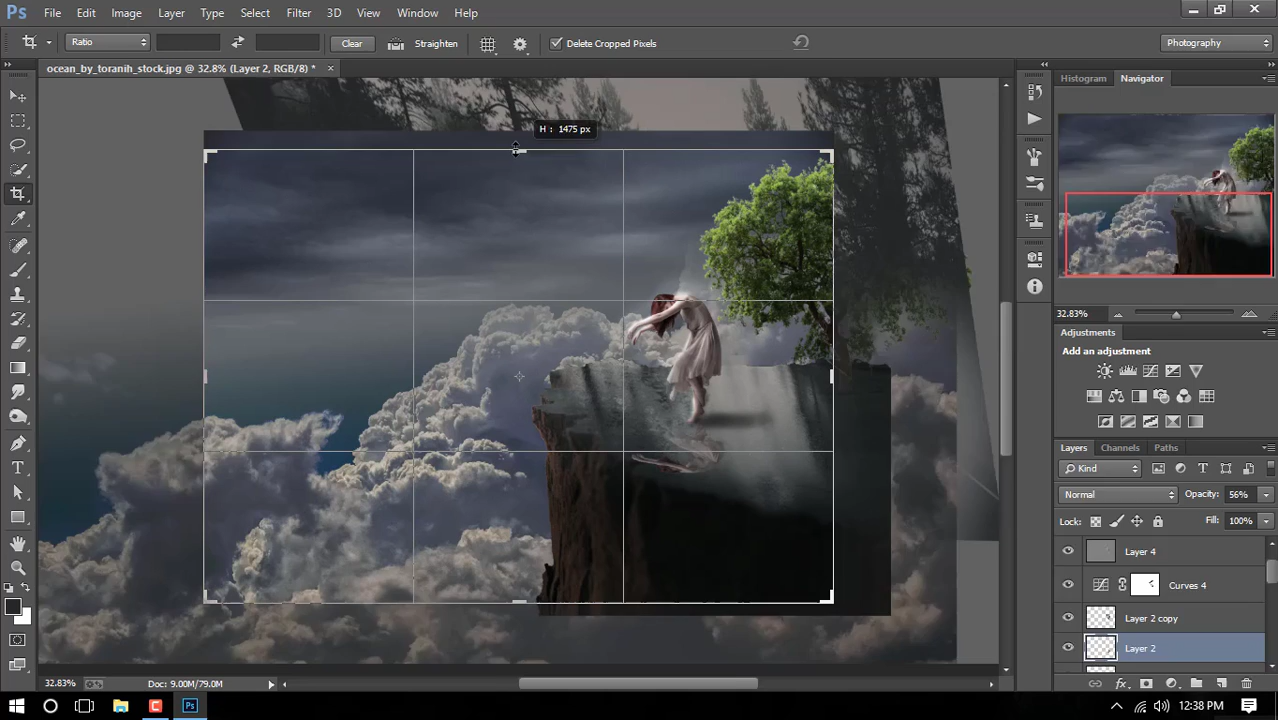 Ps File Edit Image Layer Type Select Filter 3D View Window Help
Ratio Clear Straighten Delete Cropped Pixels Photography
ocean_by_toranih_stock.jpg @ 32.8% (Layer 2, RGB/8) * ×
Histogram Navigator
H : 1475 px
32.83%
Adjustments
Add an adjustment
Layers Channels Paths
Kind
Normal Opacity: 56%
Lock: Fill: 100%
Layer 4
Curves 4
Layer 2 copy
Layer 2
32.83% Doc: 9.00M/79.0M
Ps 12:38 PM